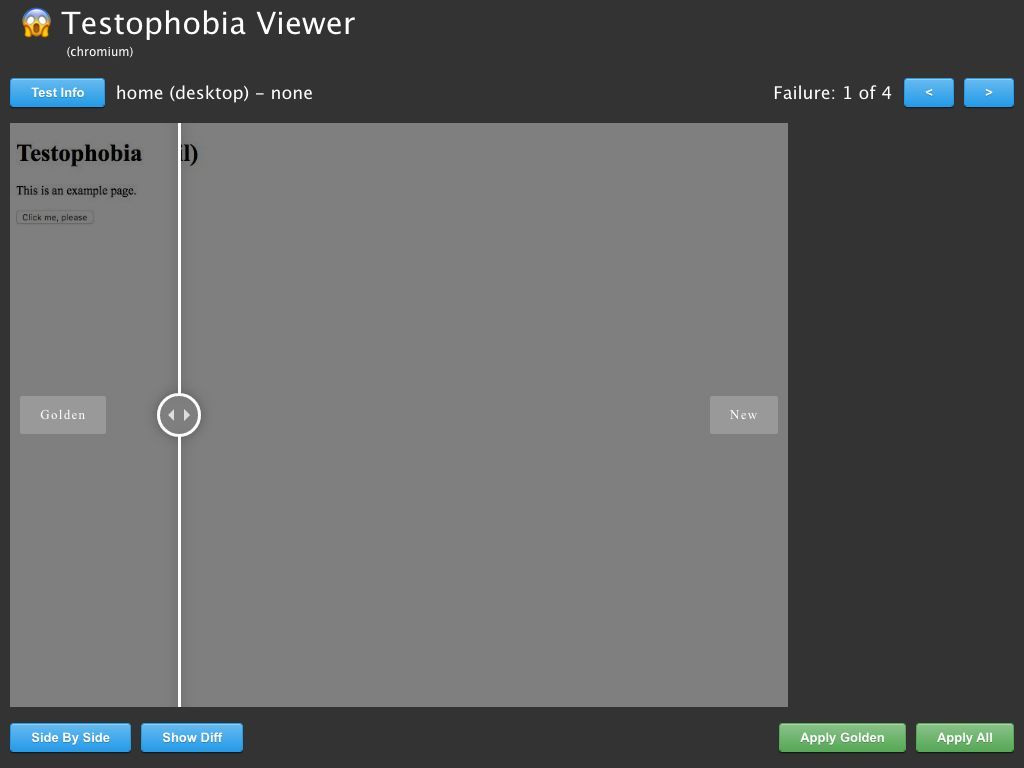 Testophobia Viewer
(chromium)
Test Info home (desktop) – none Failure: 1 of 4 < >
Testophobia il)
This is an example page.
Click me, please
Golden New
Side By Side Show Diff Apply Golden Apply All